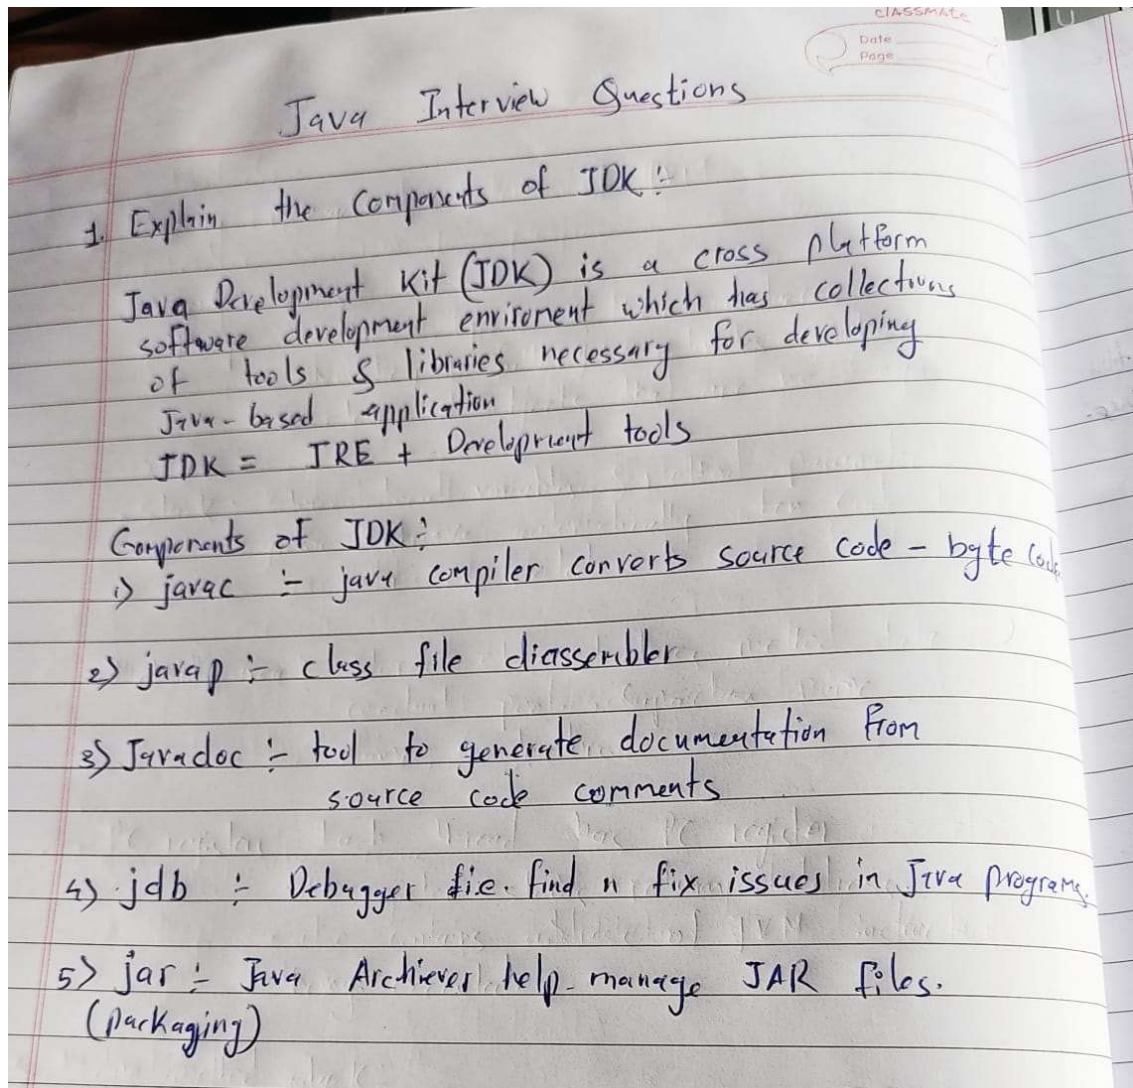 classmate
Date
Page
Java Interview Questions
1. Explain the components of JDK :-
Java Development Kit (JDK) is a cross platform
software development enviroment which has collections
of tools & libraries necessary for developing
Java-based application
JDK = JRE + Development tools
Components of JDK :-
1) javac :- java compiler converts source code - byte code
2) javap :- class file diassembler
3) Javadoc :- tool to generate documentation from
source code comments
4) jdb :- Debugger i.e. find n fix issues in Java programs.
5) jar :- Java Archiever help manage JAR files.
(packaging)